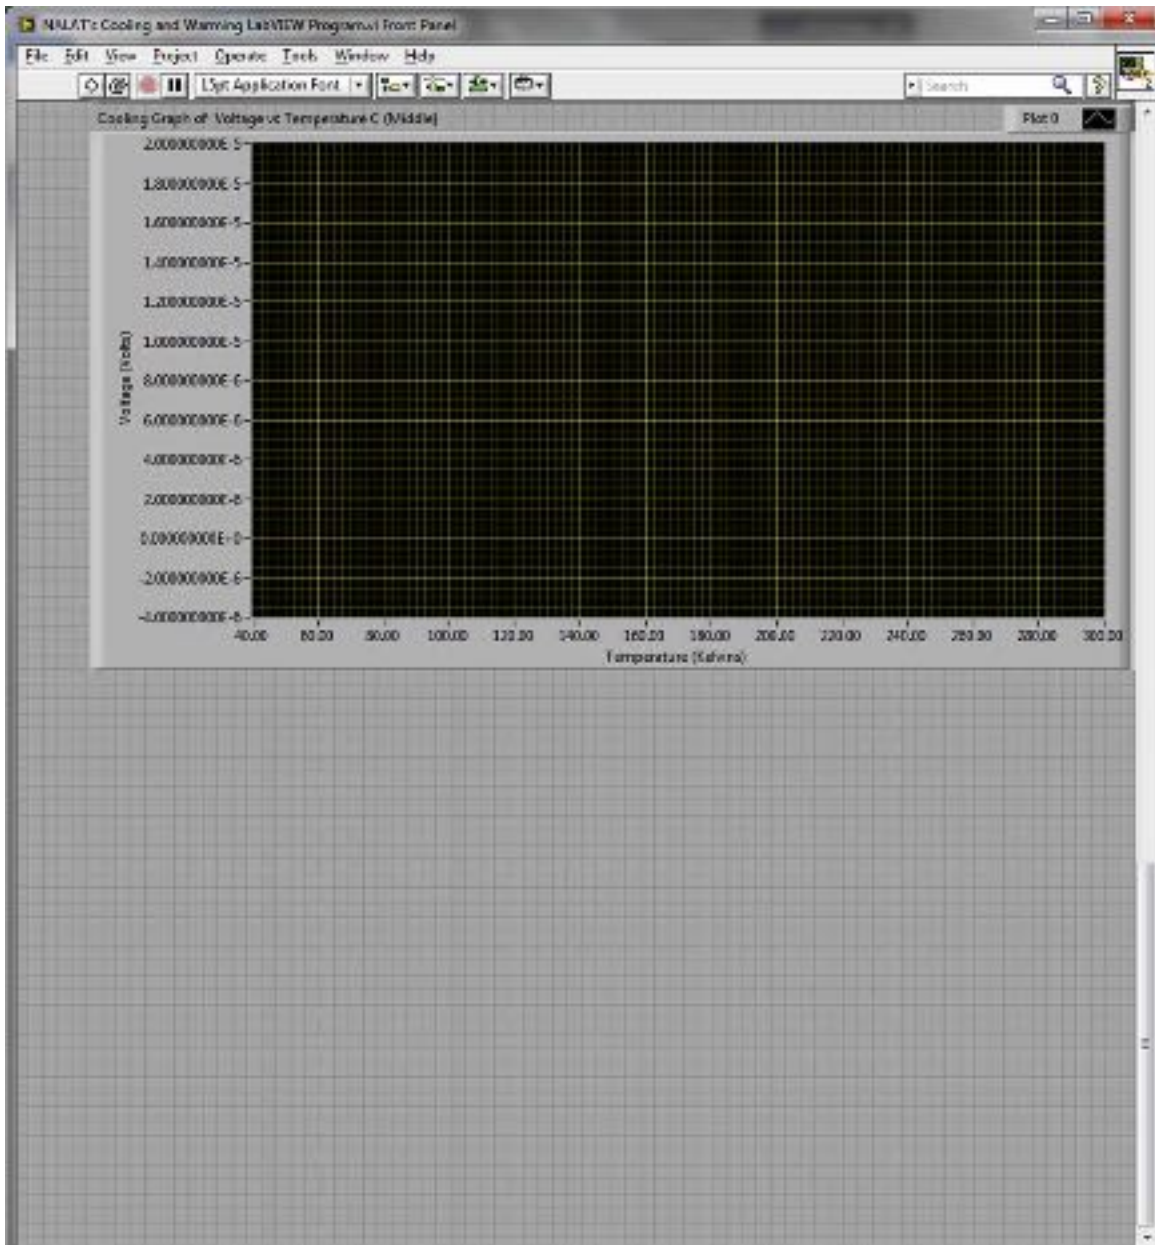 NALAT's Cooling and Warming LabVIEW Program.vi Front Panel
File Edit View Project Operate Tools Window Help
15pt Application Font
Search
Cooling Graph of Voltage vs Temperature C (Middle)
Plot 0
2.000000000E-5
1.800000000E-5
1.600000000E-5
1.400000000E-5
1.200000000E-5
1.000000000E-5
8.000000000E-6
6.000000000E-6
4.000000000E-6
2.000000000E-6
0.000000000E+0
-2.000000000E-6
-4.000000000E-6
Voltage (Volts)
40.00 60.00 80.00 100.00 120.00 140.00 160.00 180.00 200.00 220.00 240.00 260.00 280.00 300.00
Temperature (Kelvins)